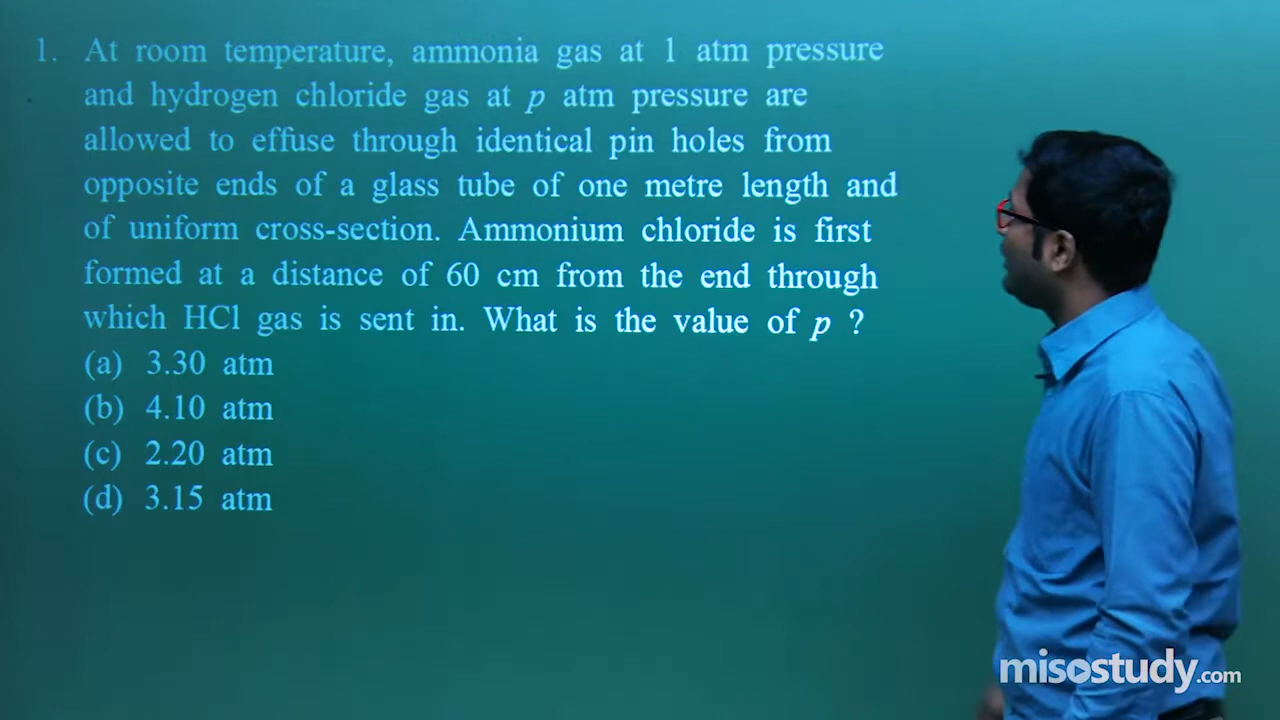 1. At room temperature, ammonia gas at 1 atm pressure
and hydrogen chloride gas at p atm pressure are
allowed to effuse through identical pin holes from
opposite ends of a glass tube of one metre length and
of uniform cross-section. Ammonium chloride is first
formed at a distance of 60 cm from the end through
which HCl gas is sent in. What is the value of p ?
(a) 3.30 atm
(b) 4.10 atm
(c) 2.20 atm
(d) 3.15 atm
misostudy.com